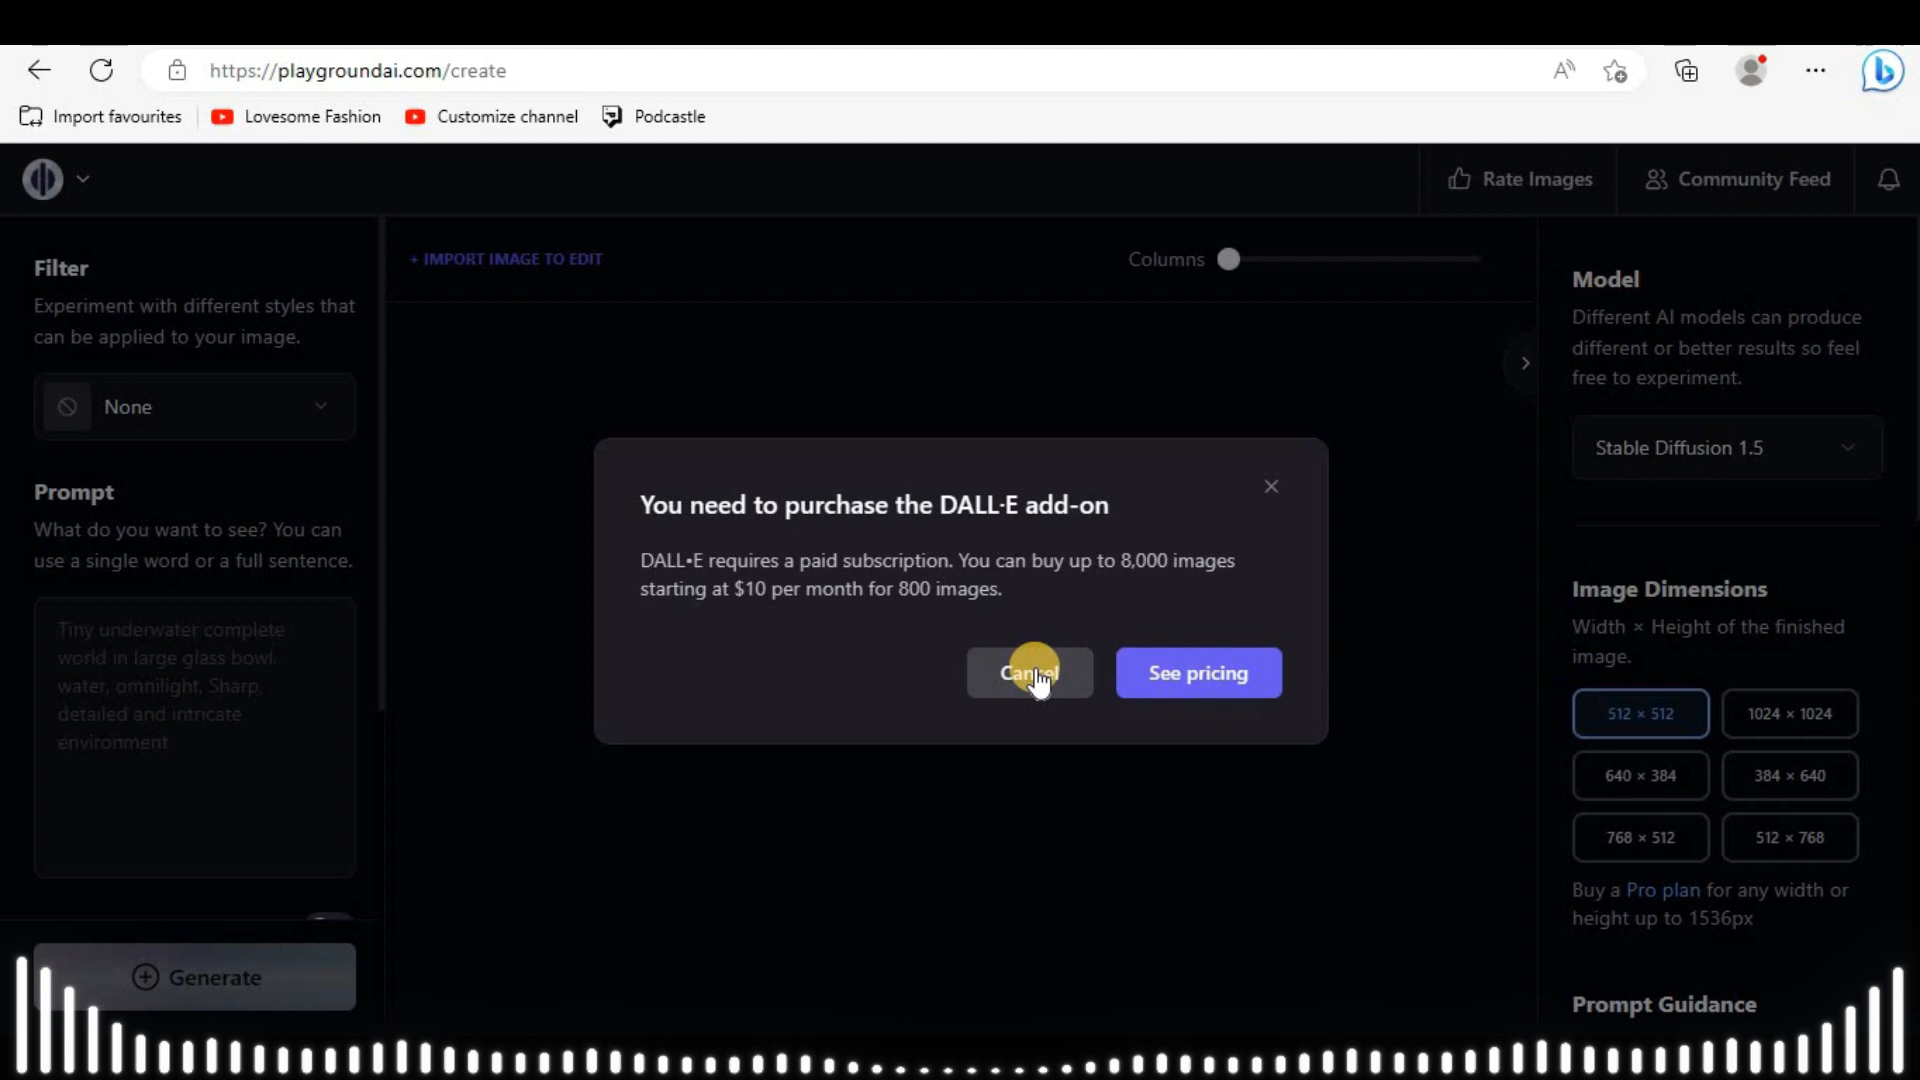 https://playgroundai.com/create
Import favourites
Lovesome Fashion
Customize channel
Podcastle
Rate Images
Community Feed
Filter
Experiment with different styles that
can be applied to your image.
None
Prompt
What do you want to see? You can
use a single word or a full sentence.
Tiny underwater complete
world in large glass bowl.
water, omnilight, Sharp,
detailed and intricate
environment
Generate
+ IMPORT IMAGE TO EDIT
Columns
You need to purchase the DALL·E add-on
DALL•E requires a paid subscription. You can buy up to 8,000 images
starting at $10 per month for 800 images.
Cancel
See pricing
Model
Different AI models can produce
different or better results so feel
free to experiment.
Stable Diffusion 1.5
Image Dimensions
Width × Height of the finished
image.
512 × 512
1024 × 1024
640 × 384
384 × 640
768 × 512
512 × 768
Buy a Pro plan for any width or
height up to 1536px
Prompt Guidance